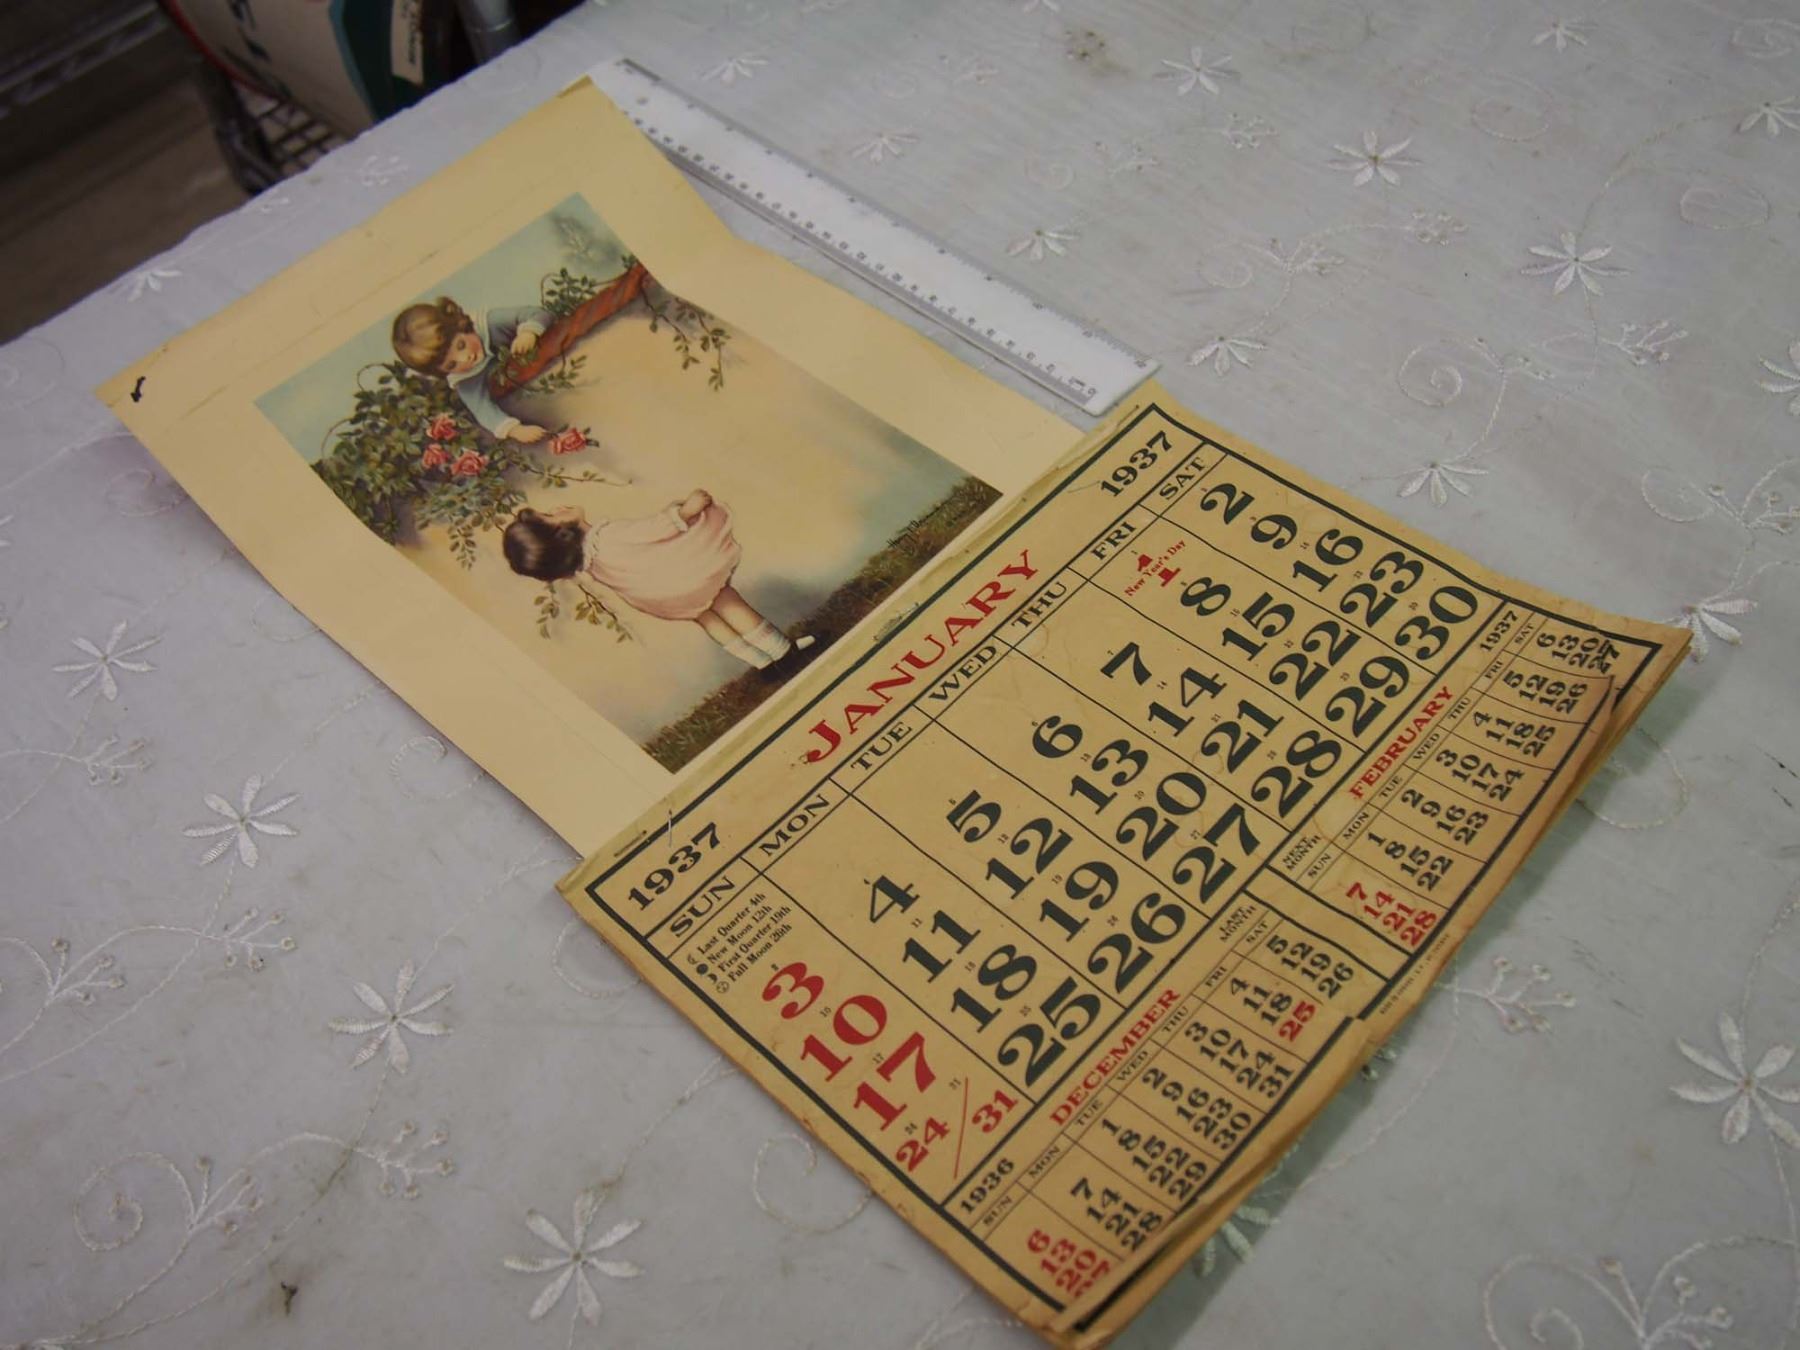 1937 JANUARY 1937
SUN MON TUE WED THU FRI SAT
Last Quarter 4th
New Moon 12th
First Quarter 19th
Full Moon 26th
New Year's Day
1 2
3 4 5 6 7 8 9
10 11 12 13 14 15 16
17 18 19 20 21 22 23
24/31 25 26 27 28 29 30
1936 DECEMBER LAST MONTH
SUN MON TUE WED THU FRI SAT
1 2 3 4 5
6 7 8 9 10 11 12
13 14 15 16 17 18 19
20 21 22 23 24 25 26
27 28 29 30 31
NEXT MONTH FEBRUARY 1937
SUN MON TUE WED THU FRI SAT
1 2 3 4 5 6
7 8 9 10 11 12 13
14 15 16 17 18 19 20
21 22 23 24 25 26 27
28